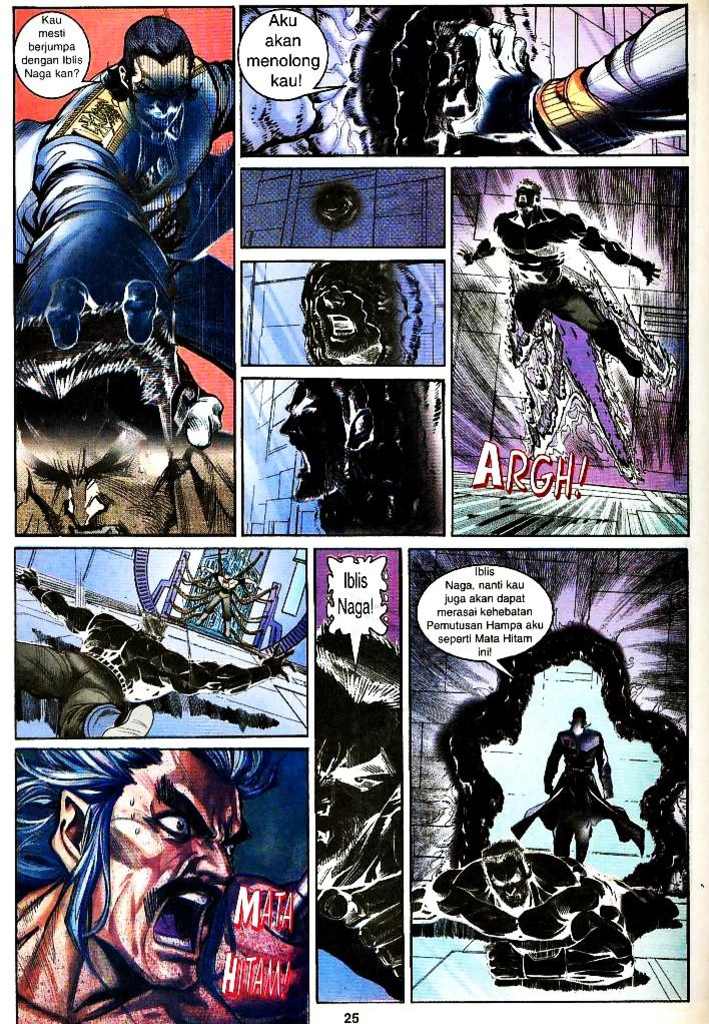 Kau
mesti
berjumpa
dengan Iblis
Naga kan?
Aku
akan
menolong
kau!
ARGH!
Iblis
Naga!
Iblis
Naga, nanti kau
juga akan dapat
merasai kehebatan
Pemutusan Hampa aku
seperti Mata Hitam
ini!
MATA
HITAM!
25